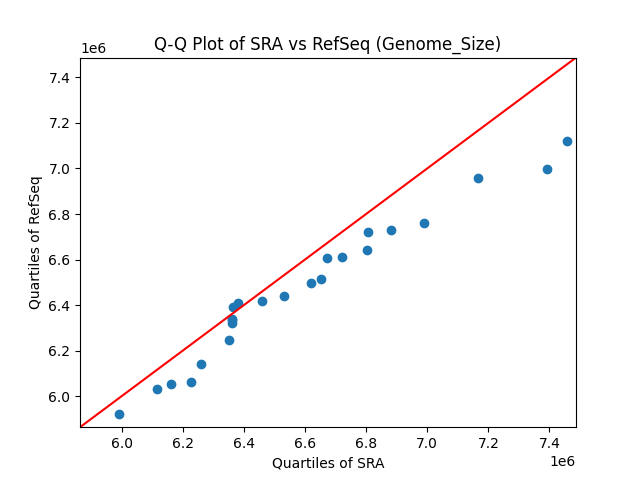 Q-Q Plot of SRA vs RefSeq (Genome_Size)
1e6
7.4
7.2
7.0
6.8
6.6
6.4
6.2
6.0
Quartiles of RefSeq
6.0 6.2 6.4 6.6 6.8 7.0 7.2 7.4
1e6
Quartiles of SRA